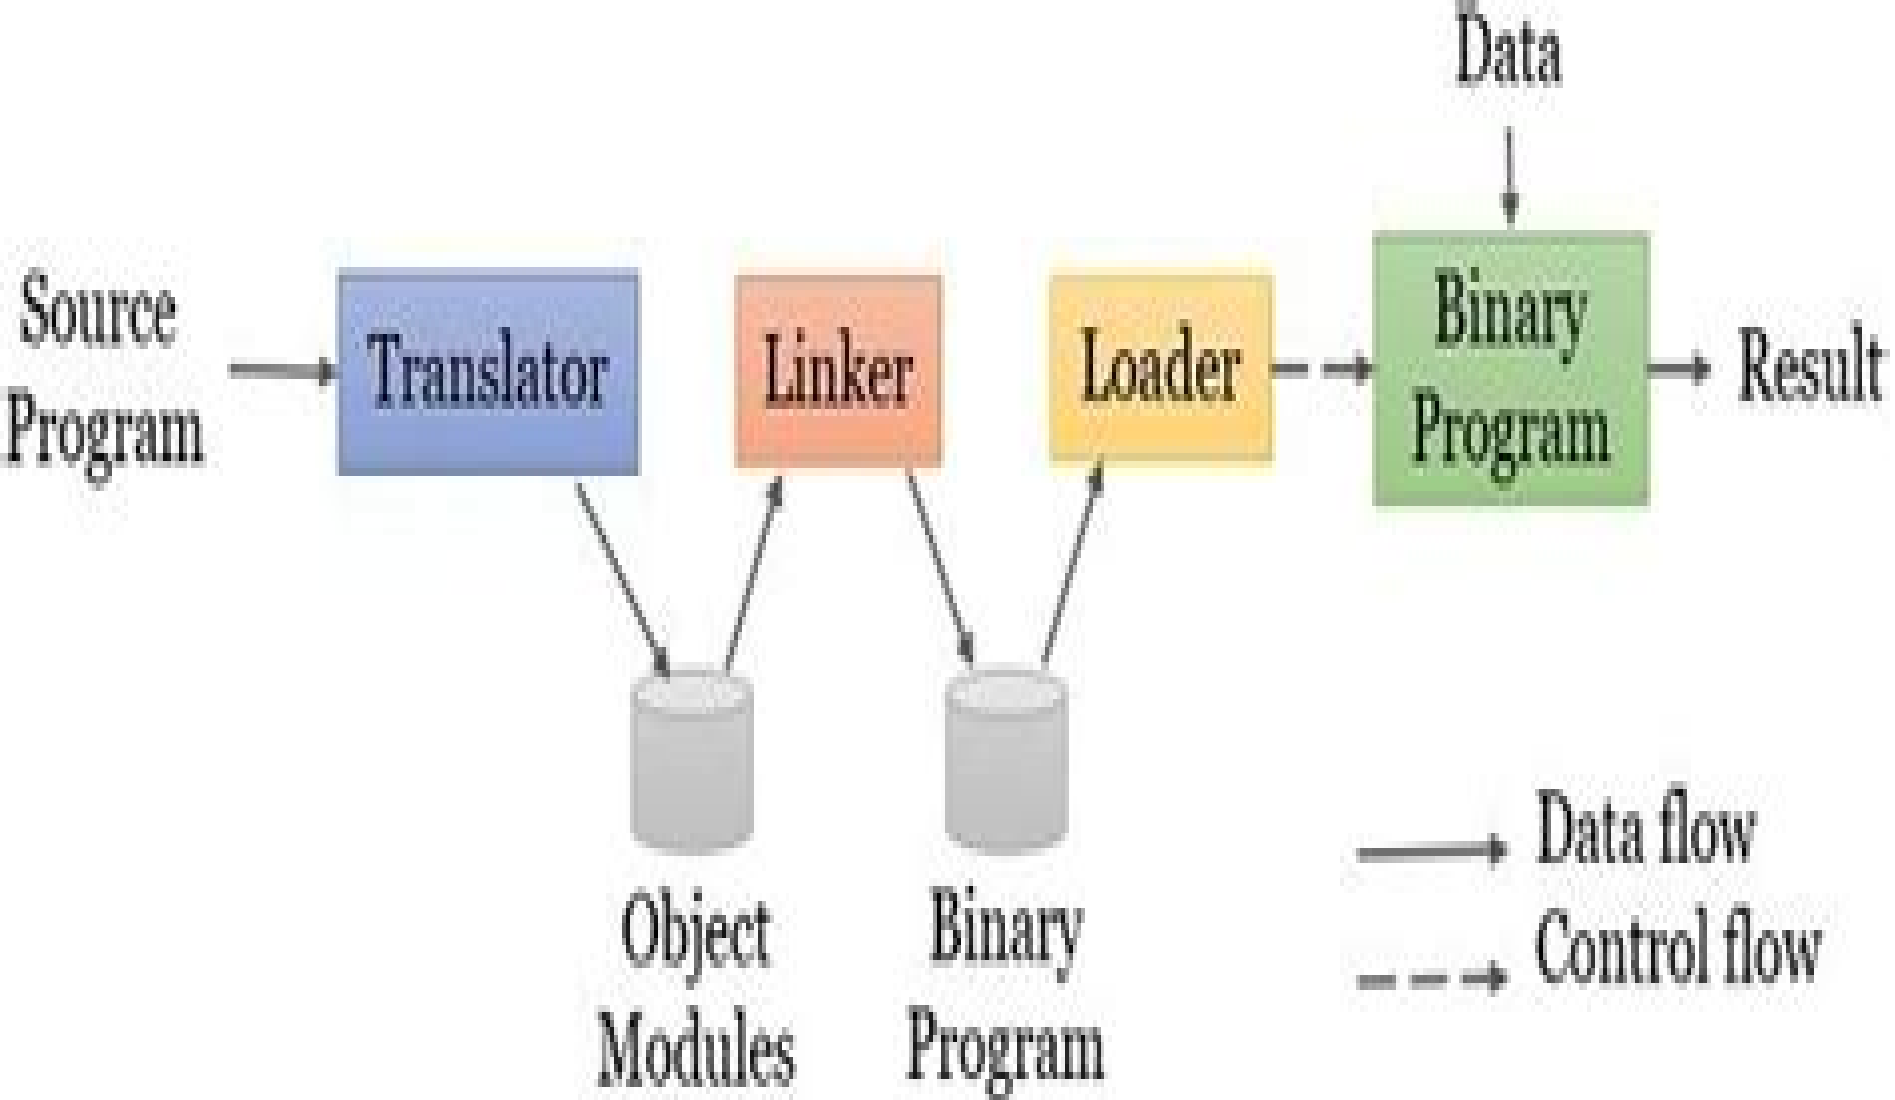 Data
Source
Program
Translator
Linker
Loader
Binary
Program
Result
Object
Modules
Binary
Program
Data flow
Control flow